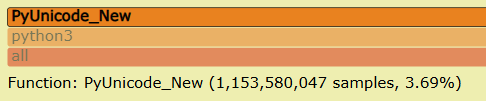 PyUnicode_New
python3
all
Function: PyUnicode_New (1,153,580,047 samples, 3.69%)